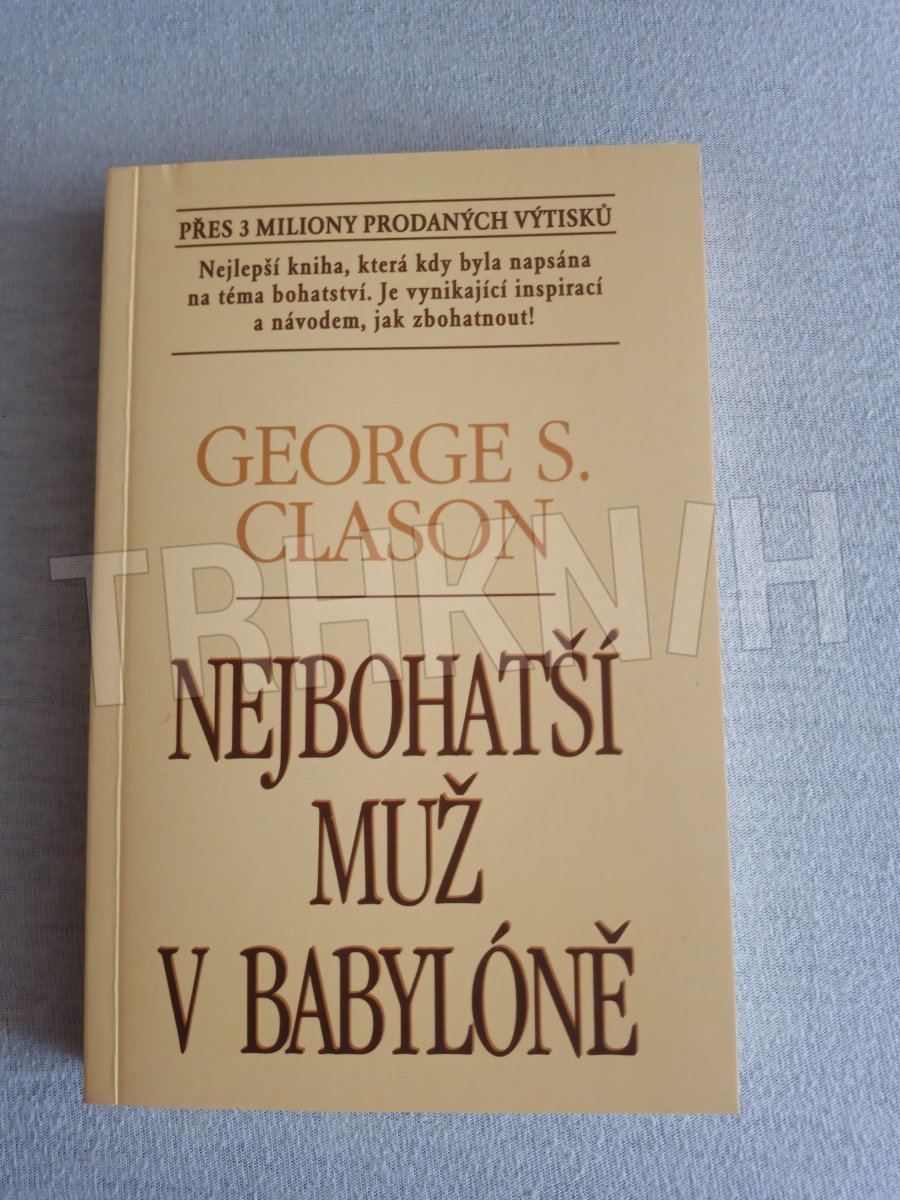 PŘES 3 MILIONY PRODANÝCH VÝTISKŮ
Nejlepší kniha, která kdy byla napsána
na téma bohatství. Je vynikající inspirací
a návodem, jak zbohatnout!
GEORGE S.
CLASON
TRHKNIH
NEJBOHATŠÍ
MUŽ
V BABYLÓNĚ